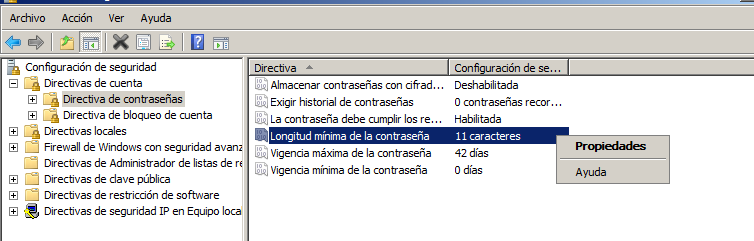 Archivo Acción Ver Ayuda
Configuración de seguridad
Directivas de cuenta
Directiva de contraseñas
Directiva de bloqueo de cuenta
Directivas locales
Firewall de Windows con seguridad avanz
Directivas de Administrador de listas de re
Directivas de clave pública
Directivas de restricción de software
Directivas de seguridad IP en Equipo loca
Directiva Configuración de se...
Almacenar contraseñas con cifrad... Deshabilitada
Exigir historial de contraseñas 0 contraseñas recor...
La contraseña debe cumplir los re... Habilitada
Longitud mínima de la contraseña 11 caracteres
Vigencia máxima de la contraseña 42 días
Vigencia mínima de la contraseña 0 días
Propiedades
Ayuda